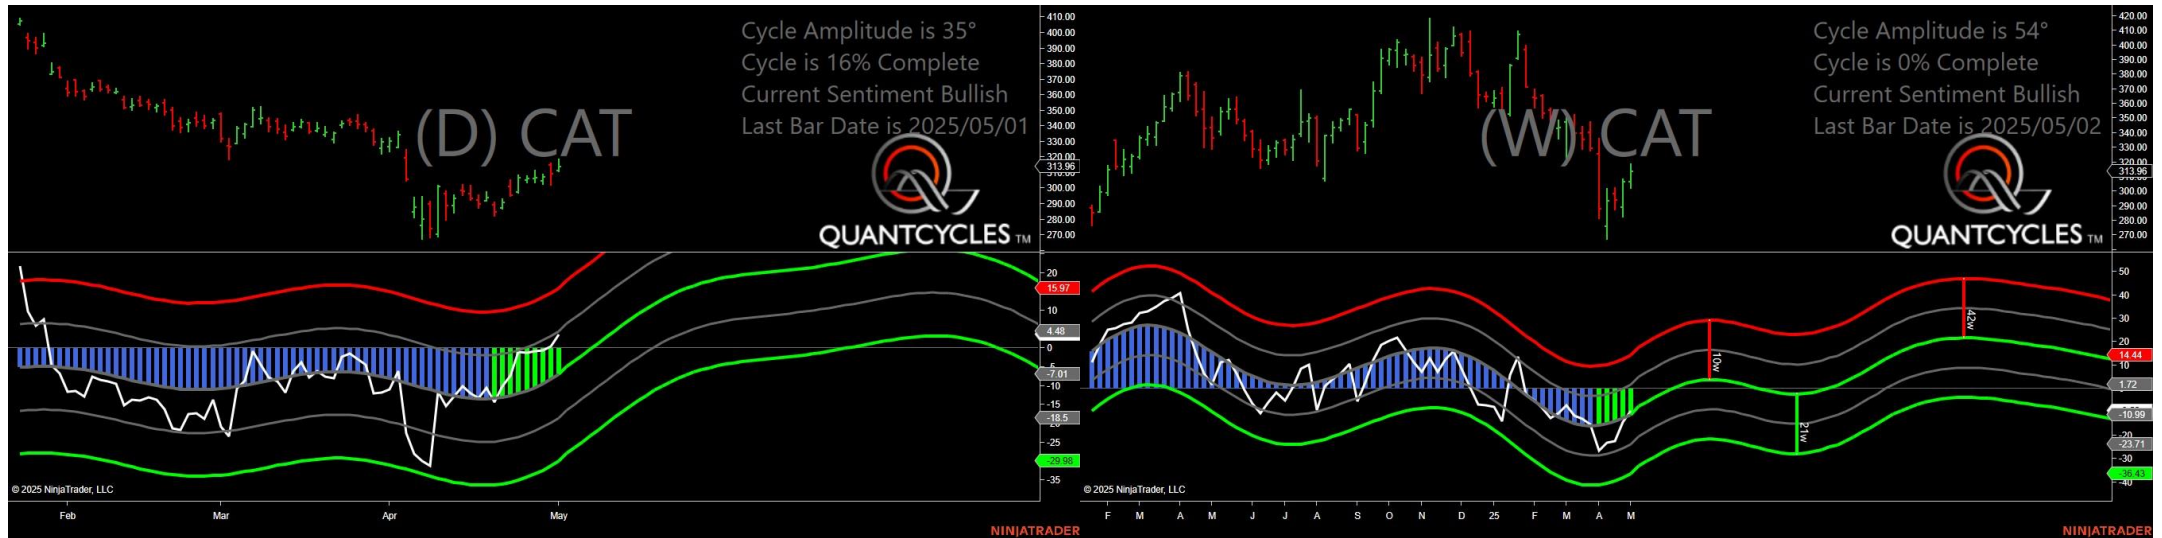 Cycle Amplitude is 35°
Cycle is 16% Complete
Current Sentiment Bullish
Last Bar Date is 2025/05/01
(D) CAT
QUANTCYCLES TM
410.00
400.00
390.00
380.00
370.00
360.00
350.00
340.00
330.00
320.00
313.96
300.00
290.00
280.00
270.00
20
15.97
10
4.48
0
-5
-7.01
-10
-15
-18.5
-25
-29.98
-35
© 2025 NinjaTrader, LLC
Feb
Mar
Apr
May
NINJATRADER
Cycle Amplitude is 54°
Cycle is 0% Complete
Current Sentiment Bullish
Last Bar Date is 2025/05/02
(W) CAT
QUANTCYCLES TM
420.00
410.00
400.00
390.00
380.00
370.00
360.00
350.00
340.00
330.00
320.00
313.96
300.00
290.00
280.00
270.00
50
40
30
20
14.44
10
1.72
-10.99
-20
-23.71
-30
-36.43
-40
10w
21w
42w
© 2025 NinjaTrader, LLC
F
M
A
M
J
J
A
S
O
N
D
25
F
M
A
M
NINJATRADER